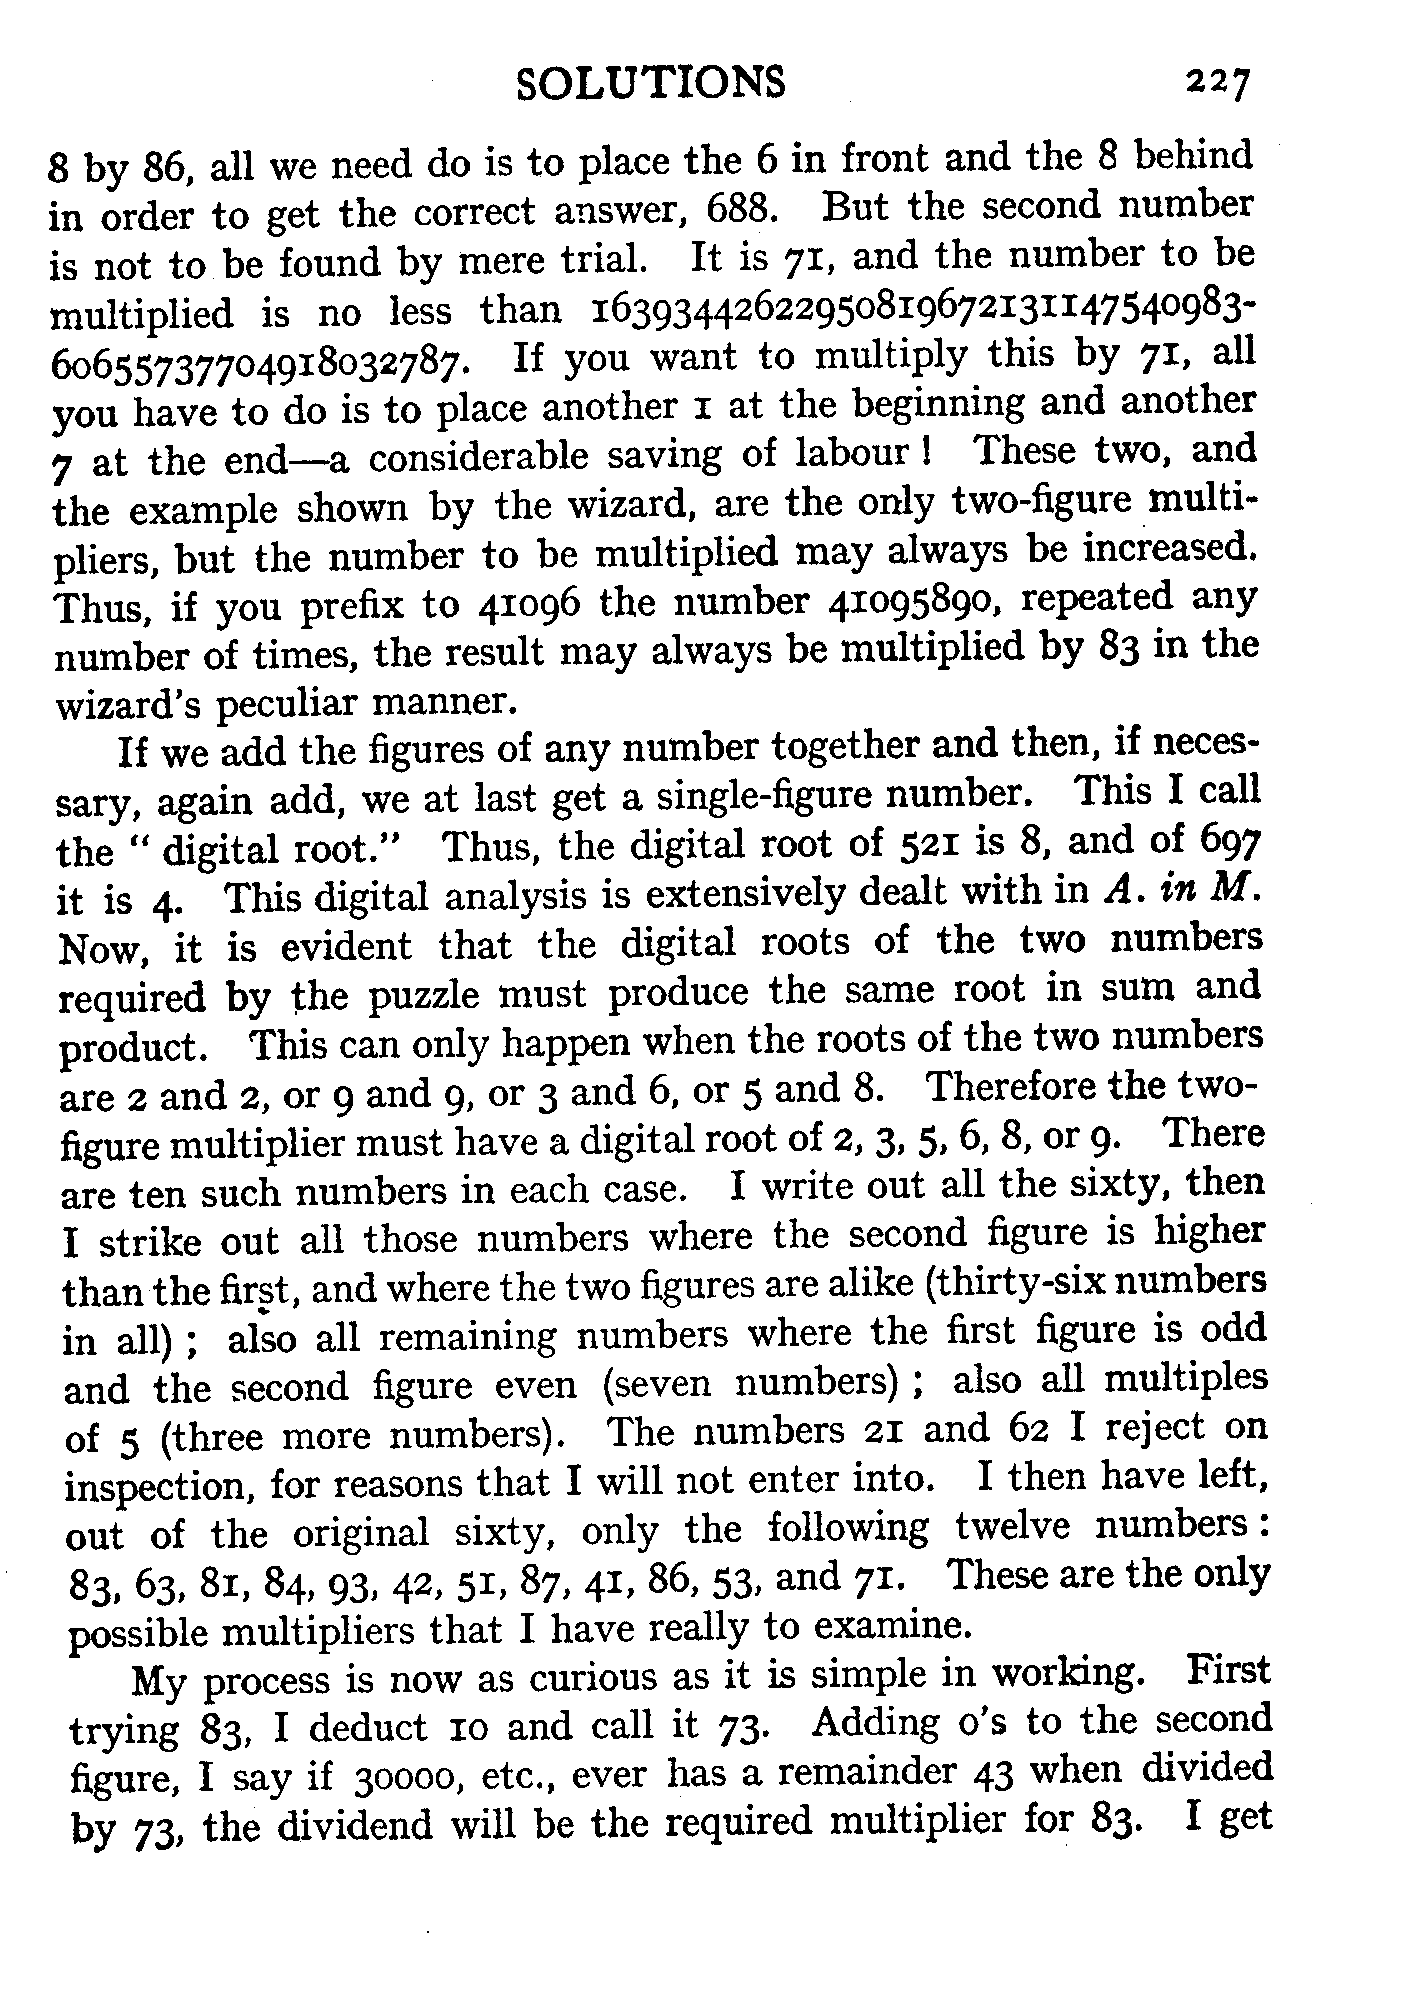 SOLUTIONS 227
8 by 86, all we need do is to place the 6 in front and the 8 behind
in order to get the correct answer, 688. But the second number
is not to be found by mere trial. It is 71, and the number to be
multiplied is no less than 16393442622950819672131147540983-
60655737704918032787. If you want to multiply this by 71, all
you have to do is to place another 1 at the beginning and another
7 at the end—a considerable saving of labour! These two, and
the example shown by the wizard, are the only two-figure multi-
pliers, but the number to be multiplied may always be increased.
Thus, if you prefix to 41096 the number 41095890, repeated any
number of times, the result may always be multiplied by 83 in the
wizard's peculiar manner.
If we add the figures of any number together and then, if neces-
sary, again add, we at last get a single-figure number. This I call
the "digital root." Thus, the digital root of 521 is 8, and of 697
it is 4. This digital analysis is extensively dealt with in A. in M.
Now, it is evident that the digital roots of the two numbers
required by the puzzle must produce the same root in sum and
product. This can only happen when the roots of the two numbers
are 2 and 2, or 9 and 9, or 3 and 6, or 5 and 8. Therefore the two-
figure multiplier must have a digital root of 2, 3, 5, 6, 8, or 9. There
are ten such numbers in each case. I write out all the sixty, then
I strike out all those numbers where the second figure is higher
than the first, and where the two figures are alike (thirty-six numbers
in all); also all remaining numbers where the first figure is odd
and the second figure even (seven numbers); also all multiples
of 5 (three more numbers). The numbers 21 and 62 I reject on
inspection, for reasons that I will not enter into. I then have left,
out of the original sixty, only the following twelve numbers:
83, 63, 81, 84, 93, 42, 51, 87, 41, 86, 53, and 71. These are the only
possible multipliers that I have really to examine.
My process is now as curious as it is simple in working. First
trying 83, I deduct 10 and call it 73. Adding 0's to the second
figure, I say if 30000, etc., ever has a remainder 43 when divided
by 73, the dividend will be the required multiplier for 83. I get